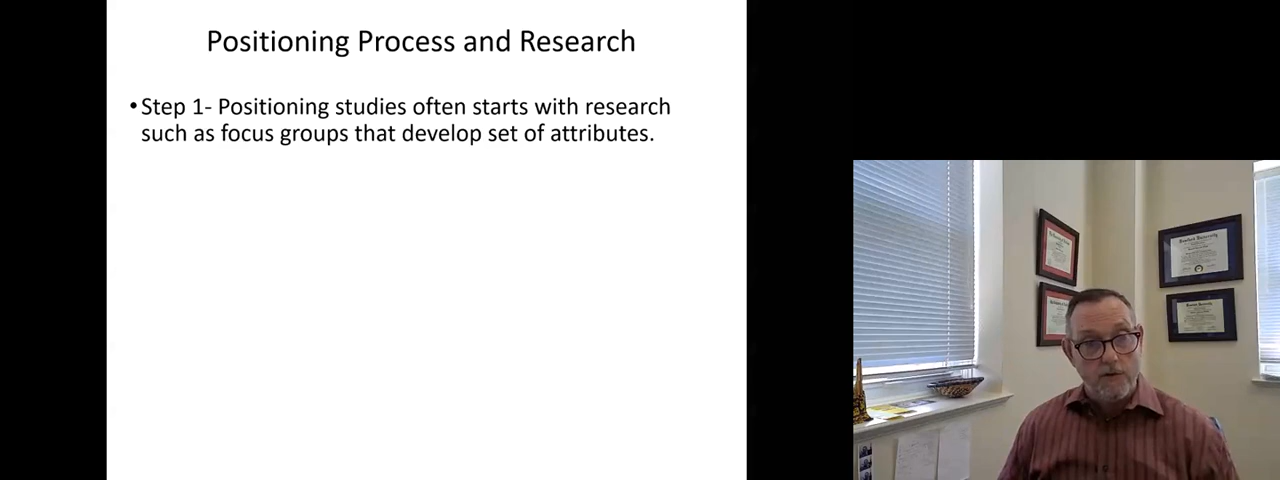 Positioning Process and Research
•Step 1- Positioning studies often starts with research
such as focus groups that develop set of attributes.